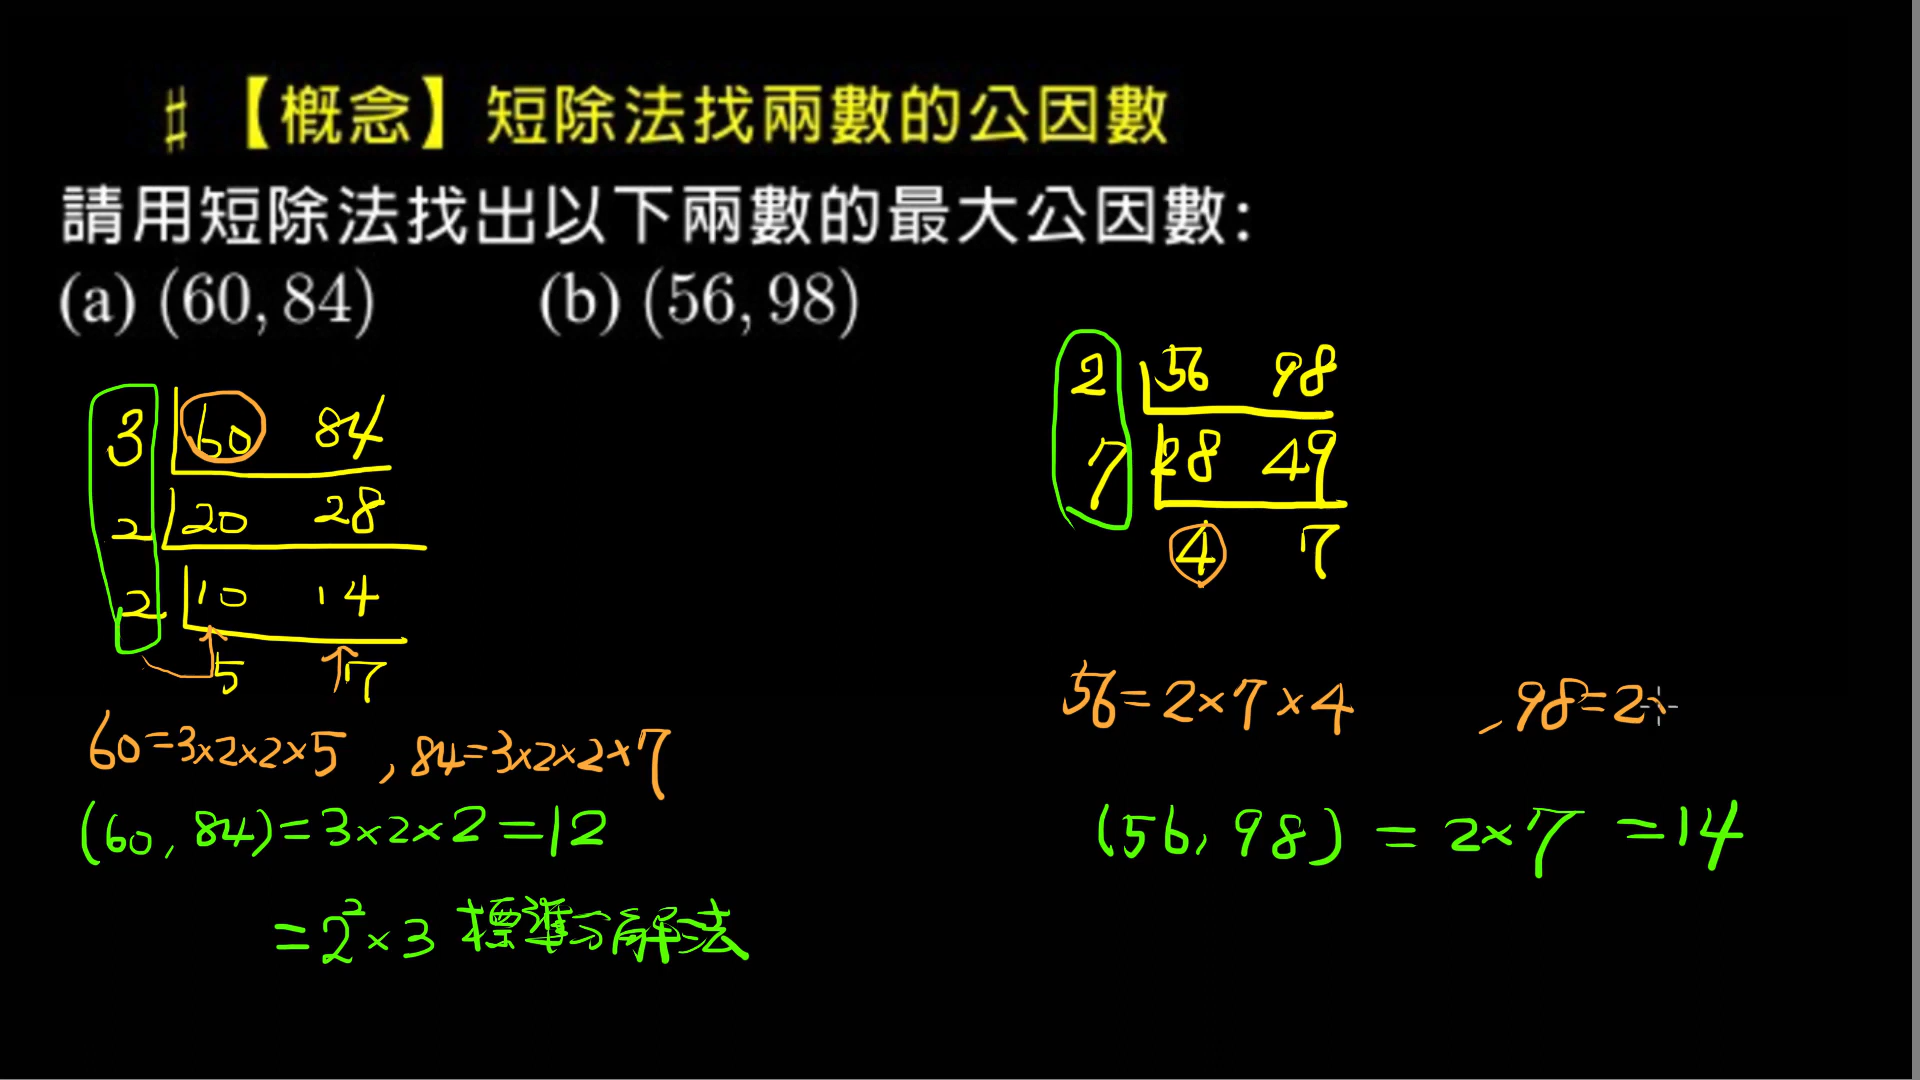 ♯【概念】短除法找兩數的公因數
請用短除法找出以下兩數的最大公因數:
(a) (60, 84) (b) (56, 98)
3 60 84
2 20 28
2 10 14
5 7
60=3×2×2×5 , 84=3×2×2×7
(60, 84)=3×2×2=12
=2²×3 標準分解法
2 56 98
7 28 49
4 7
56=2×7×4 , 98=2×
(56, 98) = 2×7 =14